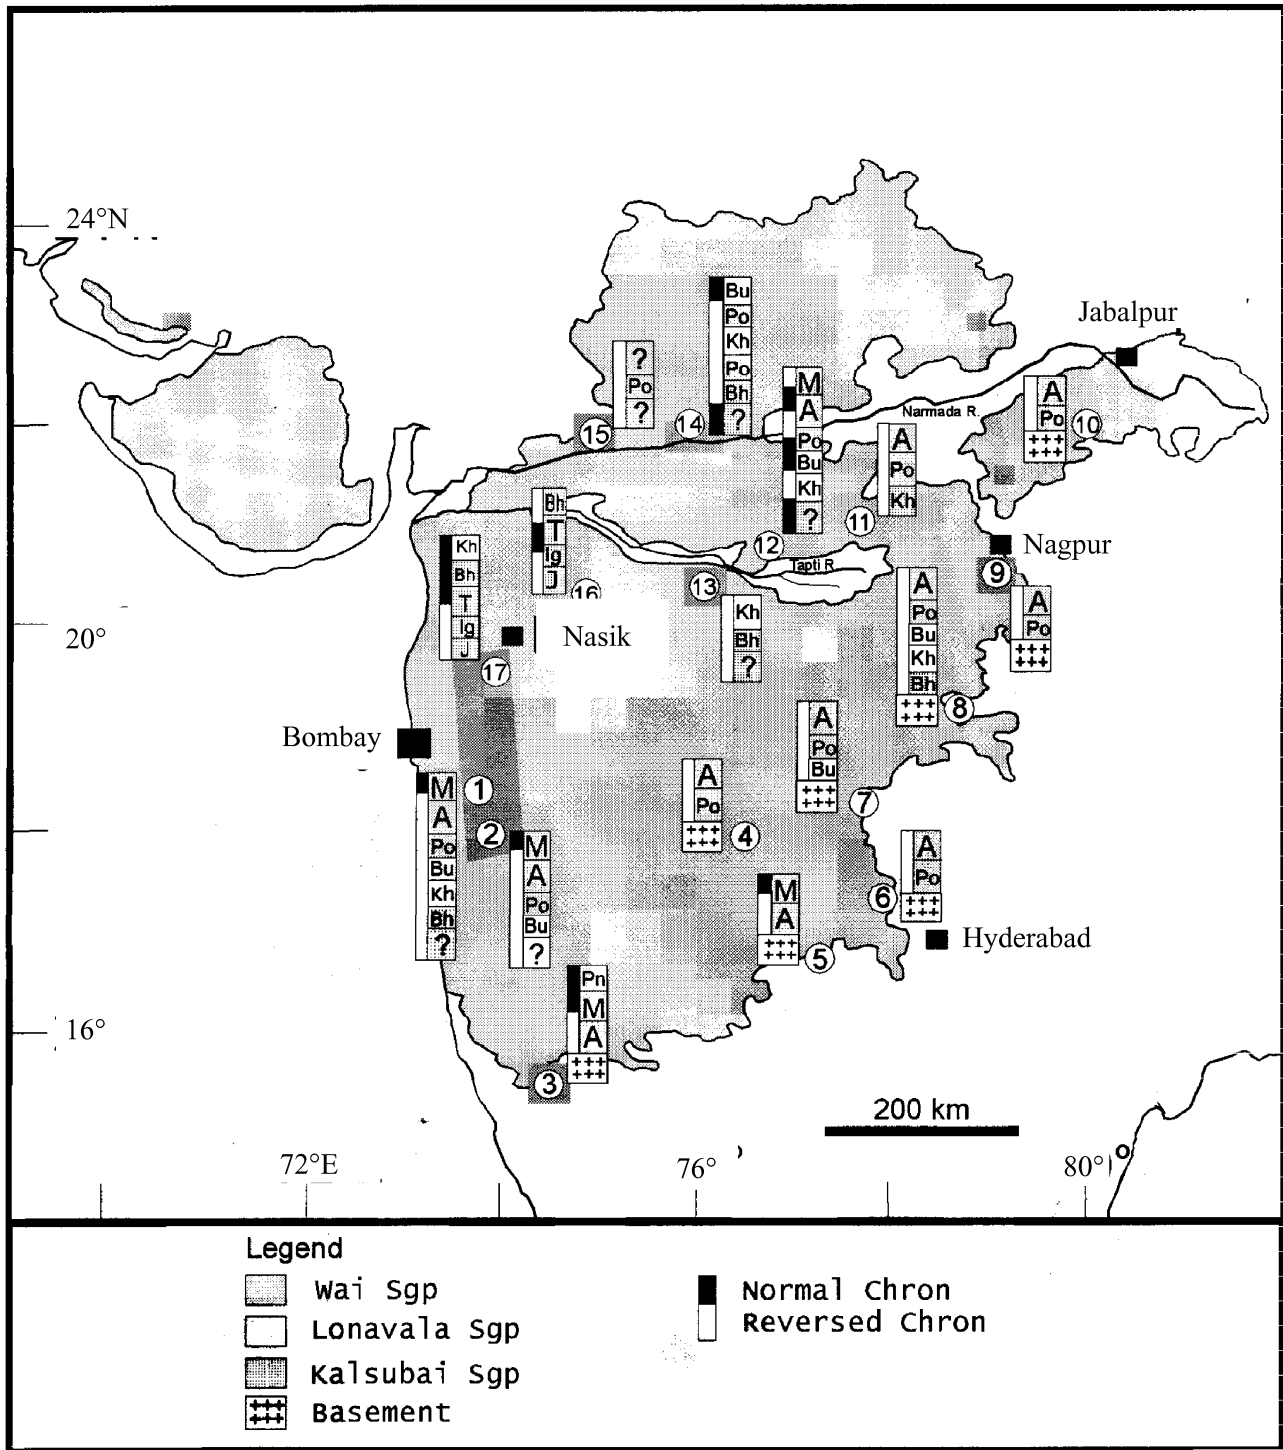 24°N
Jabalpur
Bu
Po
Kh
Po
Bh
?
?
Po
?
M
A
Po
Bu
Kh
?
Narmada R.
A
Po
+++
+++
10
15
14
A
Po
Kh
11
12
Bh
T
Ig
J
16
Kh
Bh
T
Ig
J
17
Tapti R
13
Kh
Bh
?
Nagpur
9
A
Po
+++
+++
A
Po
Bu
Kh
Bh
+++
+++
8
20°
Nasik
Bombay
A
Po
Bu
+++
+++
7
A
Po
+++
+++
4
M
A
Po
Bu
Kh
Bh
?
1
2
M
A
Po
Bu
?
A
Po
+++
+++
6
M
A
+++
+++
5
Hyderabad
Pn
M
A
+++
+++
3
16°
200 km
72°E
76°
80°
Legend
Wai Sgp
Lonavala Sgp
Kalsubai Sgp
+++
+++
Basement
Normal Chron
Reversed Chron